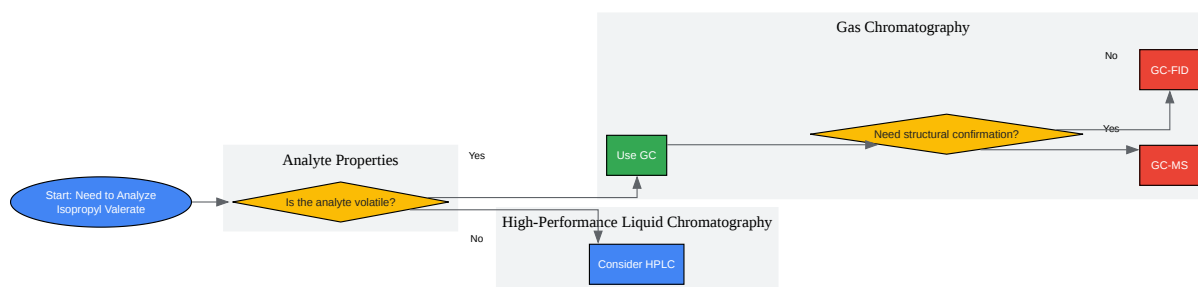 Gas Chromatography
No
GC-FID
Need structural confirmation?
Yes
Use GC
GC-MS
Analyte Properties
Yes
Start: Need to Analyze
Isopropyl Valerate
Is the analyte volatile?
High-Performance Liquid Chromatography
No
Consider HPLC